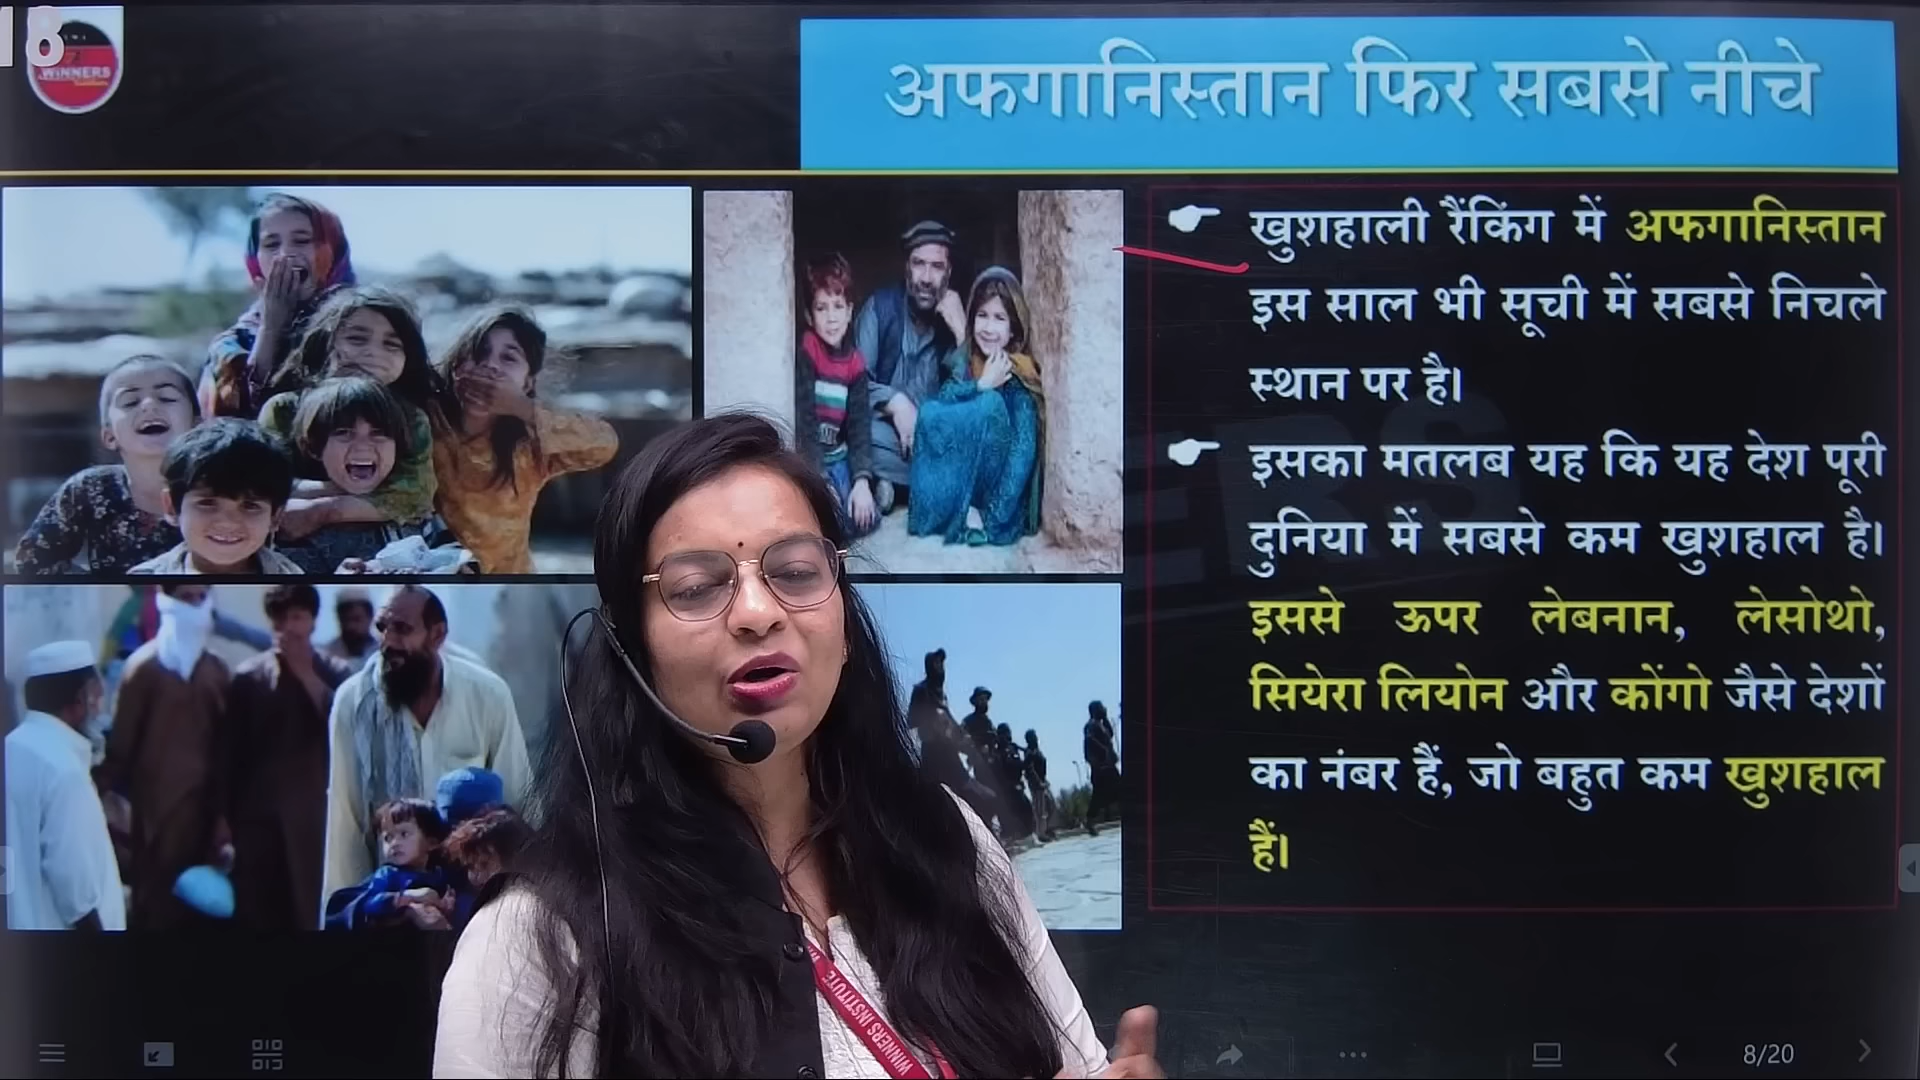 18
WINNERS
अफगानिस्तान फिर सबसे नीचे
खुशहाली रैंकिंग में अफगानिस्तान
इस साल भी सूची में सबसे निचले
स्थान पर है।
इसका मतलब यह कि यह देश पूरी
दुनिया में सबसे कम खुशहाल है।
इससे ऊपर लेबनान, लेसोथो,
सियेरा लियोन और कोंगो जैसे देशों
का नंबर हैं, जो बहुत कम खुशहाल
हैं।
WINNERS INSTITUTE
8/20